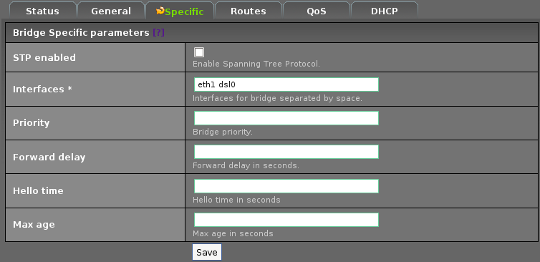 Status General Specific Routes QoS DHCP
Bridge Specific parameters [?]
STP enabled
Enable Spanning Tree Protocol.
Interfaces * eth1 dsl0
Interfaces for bridge separated by space.
Priority
Bridge priority.
Forward delay
Forward delay in seconds.
Hello time
Hello time in seconds
Max age
Max age in seconds
Save